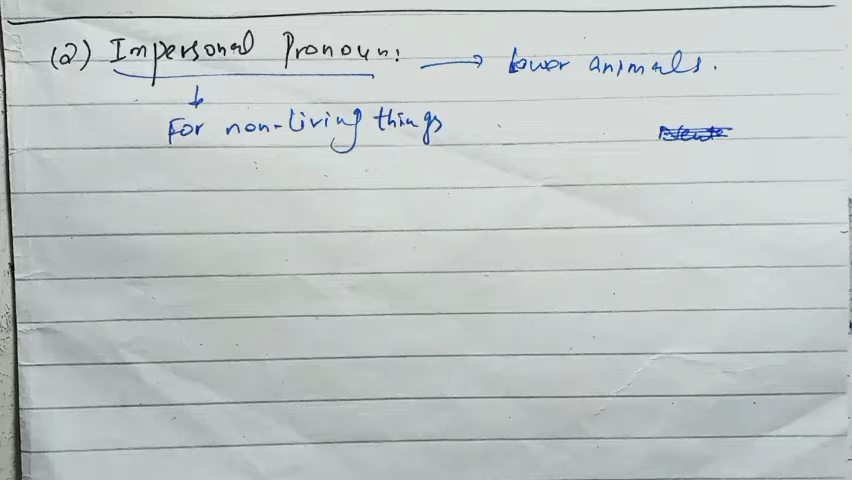 (2) Impersonal Pronoun: → lower animals.
↓
For non-living things